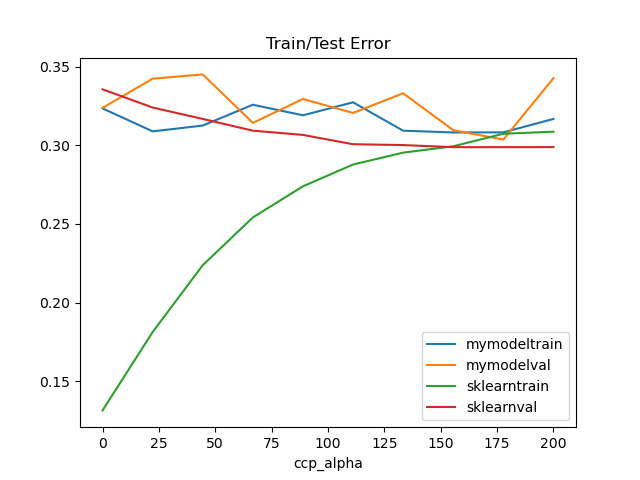 Train/Test Error
0.35
0.30
0.25
0.20
0.15
mymodeltrain
mymodelval
sklearntrain
sklearnval
0 25 50 75 100 125 150 175 200
ccp_alpha